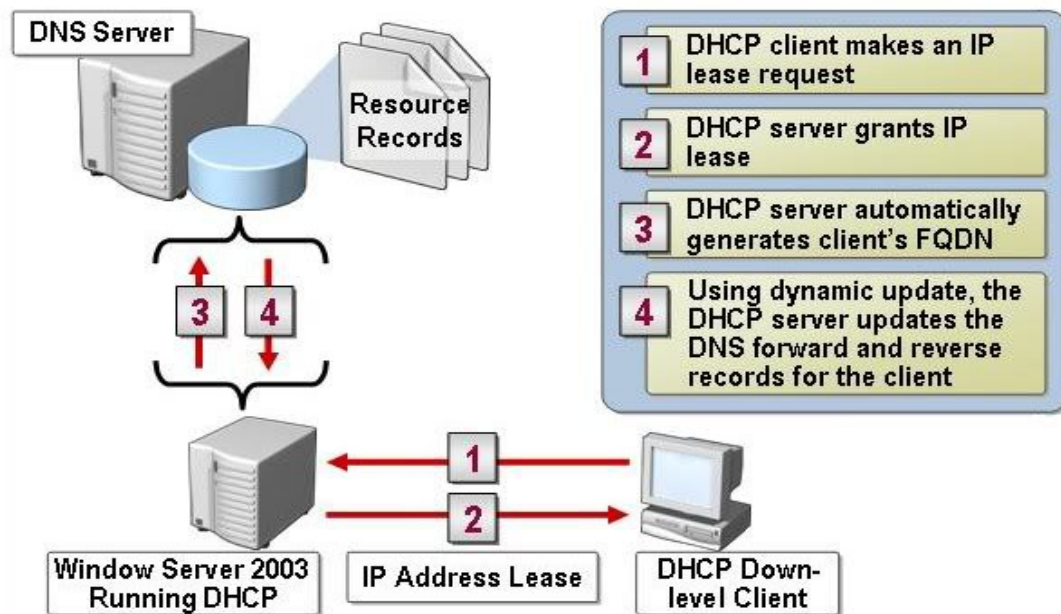 DNS Server
Resource
Records
1
DHCP client makes an IP
lease request
2
DHCP server grants IP
lease
3
DHCP server automatically
generates client's FQDN
4
Using dynamic update, the
DHCP server updates the
DNS forward and reverse
records for the client
3
4
1
2
Window Server 2003
Running DHCP
IP Address Lease
DHCP Down-
level Client